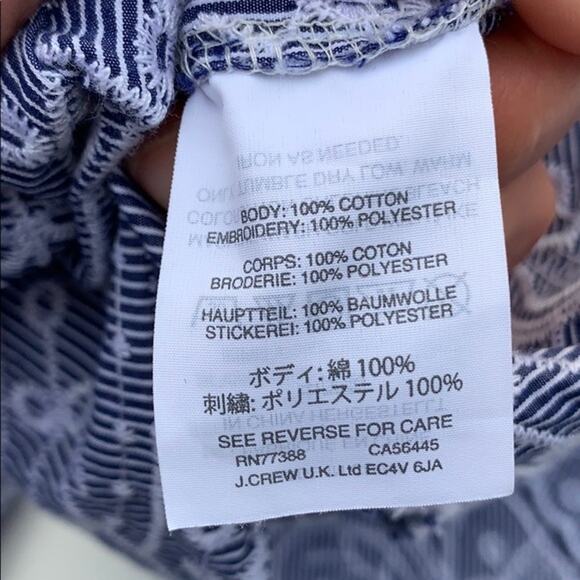 BODY: 100% COTTON
EMBROIDERY: 100% POLYESTER
CORPS: 100% COTON
BRODERIE: 100% POLYESTER
HAUPTTEIL: 100% BAUMWOLLE
STICKEREI: 100% POLYESTER
ボディ: 綿 100%
刺繍: ポリエステル 100%
SEE REVERSE FOR CARE
RN77388 CA56445
J.CREW U.K. Ltd EC4V 6JA